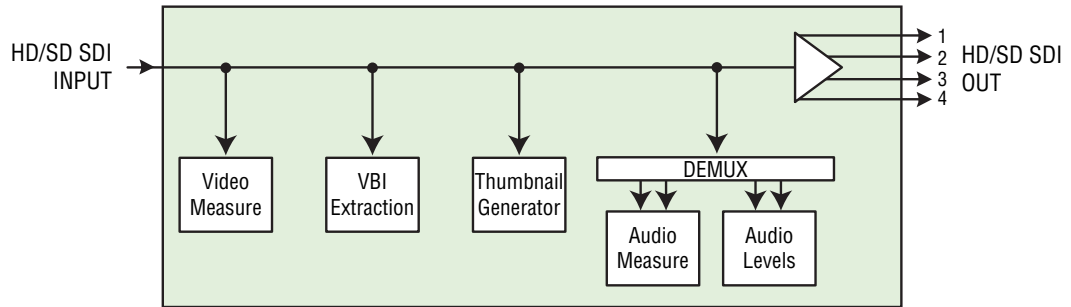 HD/SD SDI
INPUT
1
2
3
4
HD/SD SDI
OUT
Video
Measure
VBI
Extraction
Thumbnail
Generator
DEMUX
Audio
Measure
Audio
Levels